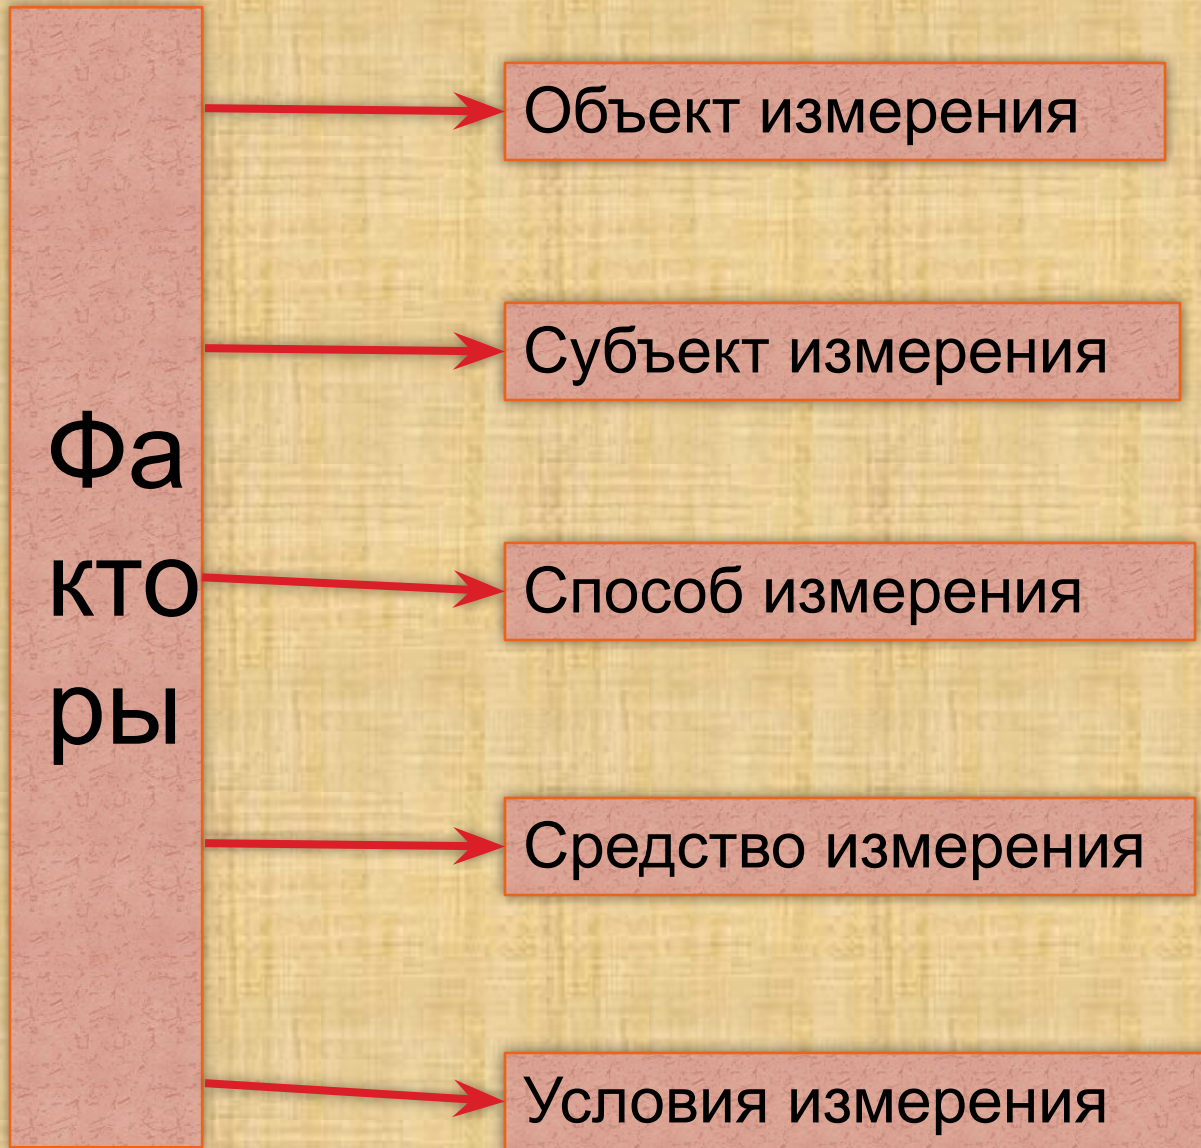 Фа
кто
ры
Объект измерения
Субъект измерения
Способ измерения
Средство измерения
Условия измерения